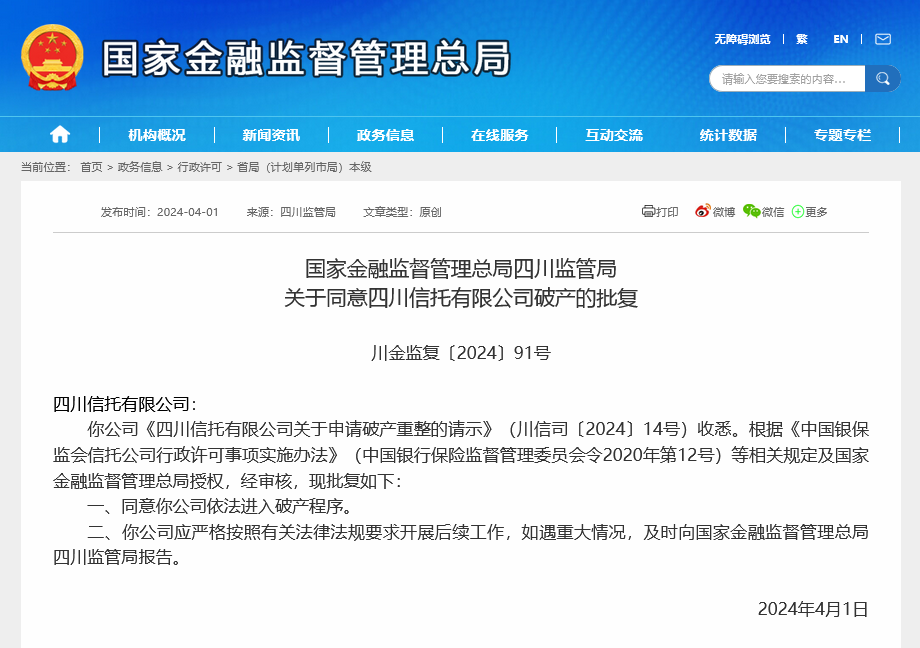 国家金融监督管理总局
无障碍浏览 | 繁 EN |
请输入您要搜索的内容...
机构概况 | 新闻资讯 | 政务信息 | 在线服务 | 互动交流 | 统计数据 | 专题专栏
当前位置： 首页 > 政务信息 > 行政许可 > 省局（计划单列市局）本级
发布时间：2024-04-01 来源：四川监管局 文章类型：原创 打印 微博 微信 更多
国家金融监督管理总局四川监管局
关于同意四川信托有限公司破产的批复
川金监复〔2024〕91号
四川信托有限公司：
你公司《四川信托有限公司关于申请破产重整的请示》（川信司〔2024〕14号）收悉。根据《中国银保
监会信托公司行政许可事项实施办法》（中国银行保险监督管理委员会令2020年第12号）等相关规定及国家
金融监督管理总局授权，经审核，现批复如下：
一、同意你公司依法进入破产程序。
二、你公司应严格按照有关法律法规要求开展后续工作，如遇重大情况，及时向国家金融监督管理总局
四川监管局报告。
2024年4月1日